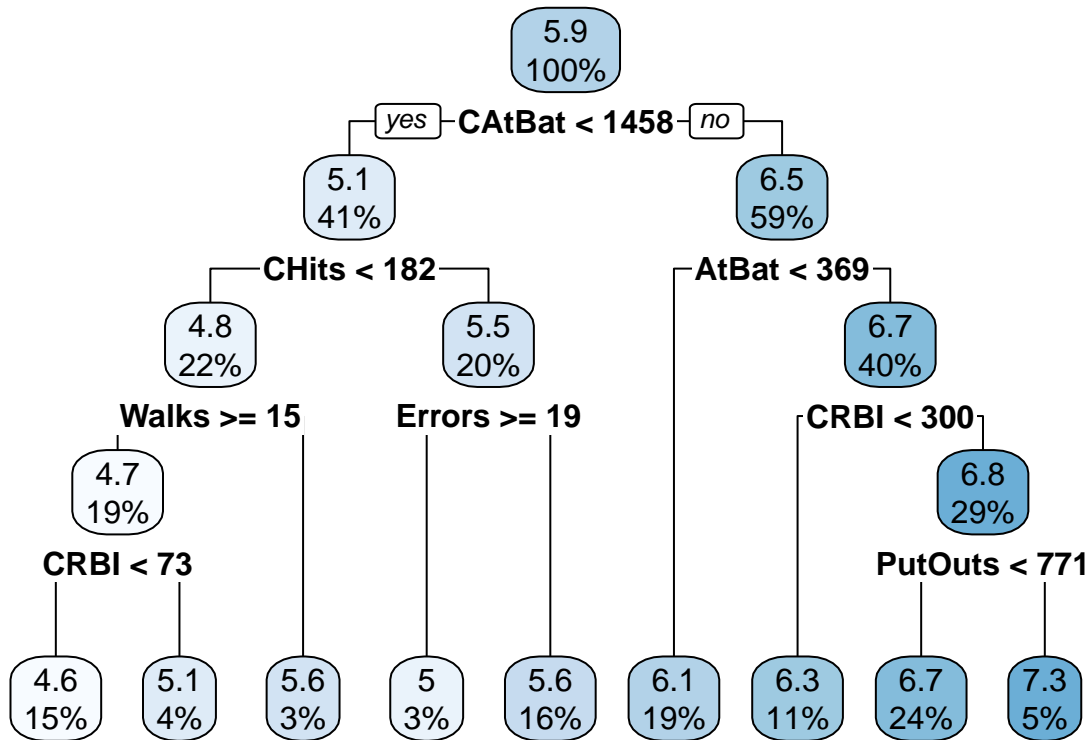 5.9
100%
yes CAtBat < 1458 no
5.1 6.5
41% 59%
CHits < 182 AtBat < 369
4.8 5.5 6.7
22% 20% 40%
Walks >= 15 Errors >= 19 CRBI < 300
4.7 6.8
19% 29%
CRBI < 73 PutOuts < 771
4.6 5.1 5.6 5 5.6 6.1 6.3 6.7 7.3
15% 4% 3% 3% 16% 19% 11% 24% 5%